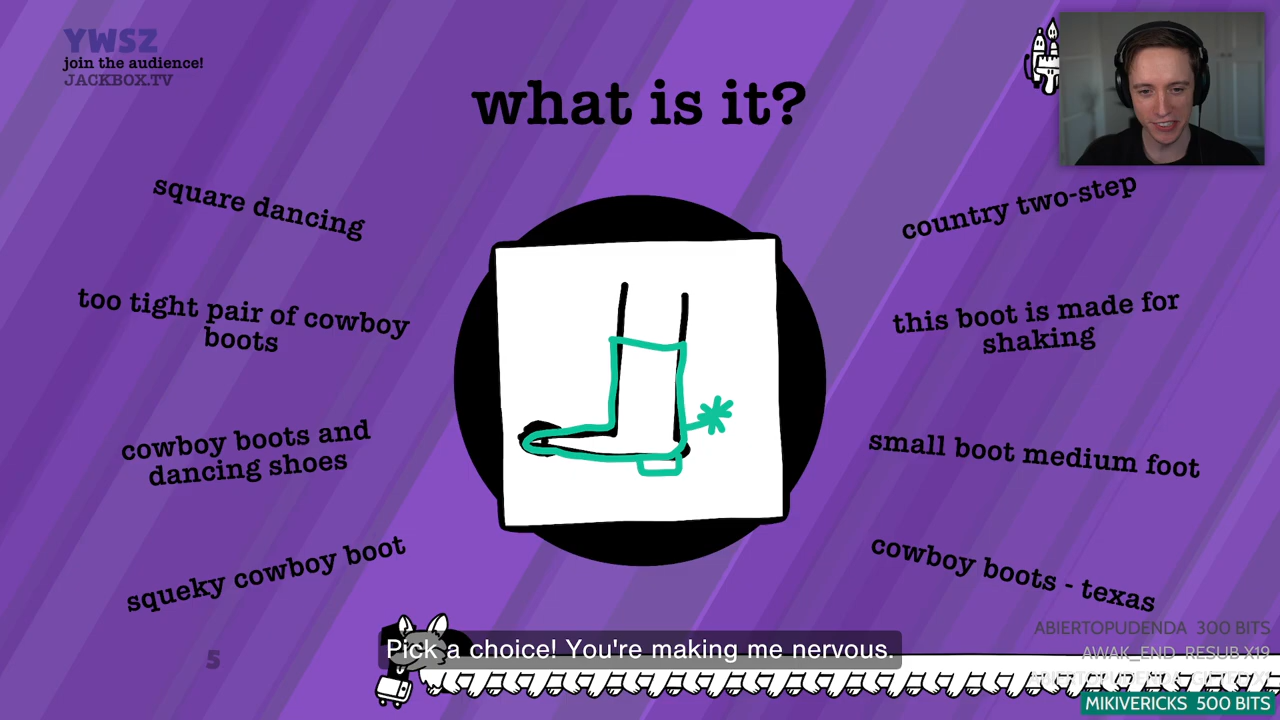 YWSZ
join the audience!
JACKBOX.TV
what is it?
square dancing
country two-step
too tight pair of cowboy
boots
this boot is made for
shaking
cowboy boots and
dancing shoes
small boot medium foot
squeky cowboy boot
cowboy boots - texas
5
Pick a choice! You're making me nervous.
ABIERTOPUDENDA 300 BITS
AWAK_END RESUB X19
MIKIVERICKS 500 BITS